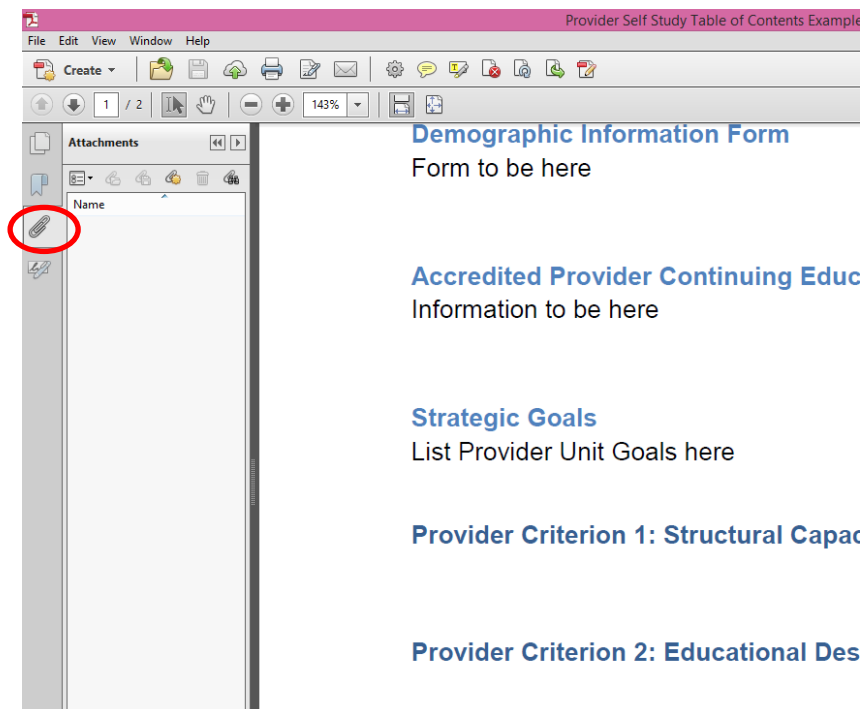 Provider Self Study Table of Contents Example
File Edit View Window Help
Create
1 / 2 143%
Attachments
Name
Demographic Information Form
Form to be here
Accredited Provider Continuing Educ
Information to be here
Strategic Goals
List Provider Unit Goals here
Provider Criterion 1: Structural Capac
Provider Criterion 2: Educational Des